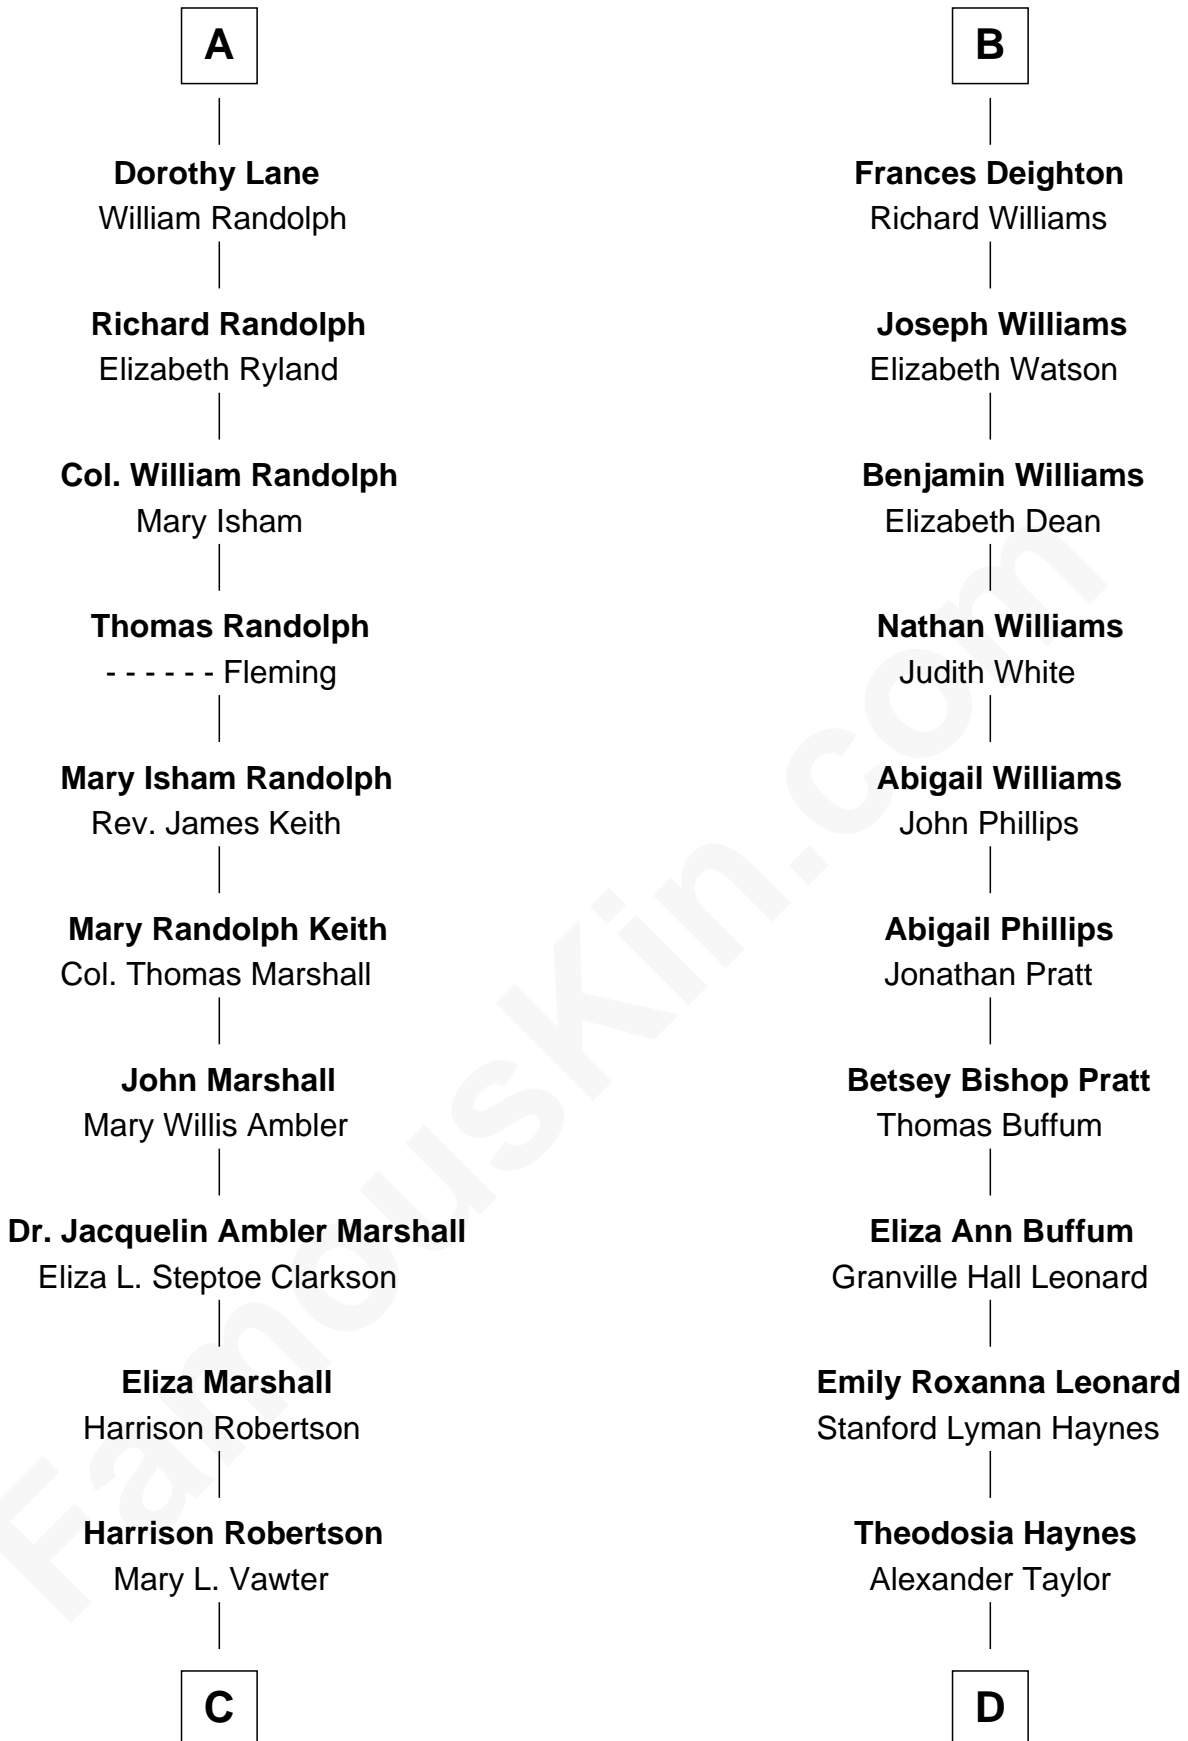 A
Dorothy Lane
William Randolph
Richard Randolph
Elizabeth Ryland
Col. William Randolph
Mary Isham
Thomas Randolph
- - - - - - Fleming
Mary Isham Randolph
Rev. James Keith
Mary Randolph Keith
Col. Thomas Marshall
John Marshall
Mary Willis Ambler
Dr. Jacquelin Ambler Marshall
Eliza L. Steptoe Clarkson
Eliza Marshall
Harrison Robertson
Harrison Robertson
Mary L. Vawter
C
B
Frances Deighton
Richard Williams
Joseph Williams
Elizabeth Watson
Benjamin Williams
Elizabeth Dean
Nathan Williams
Judith White
Abigail Williams
John Phillips
Abigail Phillips
Jonathan Pratt
Betsey Bishop Pratt
Thomas Buffum
Eliza Ann Buffum
Granville Hall Leonard
Emily Roxanna Leonard
Stanford Lyman Haynes
Theodosia Haynes
Alexander Taylor
D
FamousKin.com